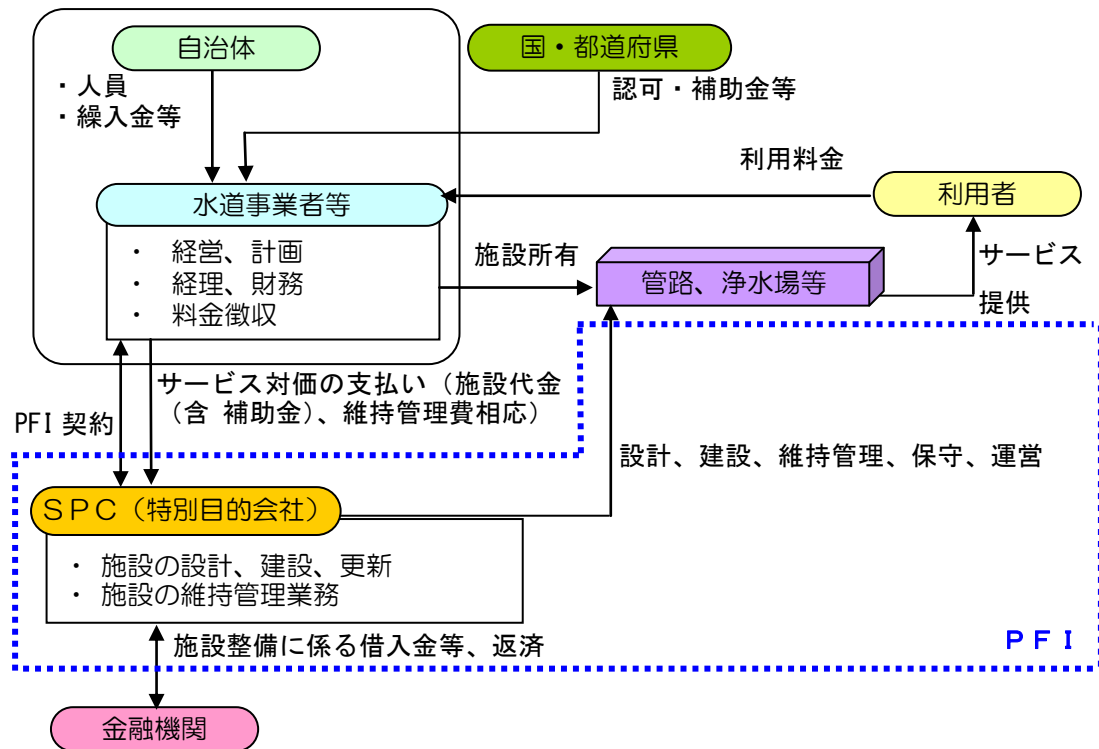 自治体
国・都道府県
・人員
・繰入金等
認可・補助金等
利用料金
水道事業者等
利用者
・ 経営、計画
・ 経理、財務
・ 料金徴収
施設所有
管路、浄水場等
サービス
提供
サービス対価の支払い（施設代金
（含 補助金）、維持管理費相応）
PFI 契約
設計、建設、維持管理、保守、運営
ＳＰＣ（特別目的会社）
・ 施設の設計、建設、更新
・ 施設の維持管理業務
ＰＦＩ
施設整備に係る借入金等、返済
金融機関